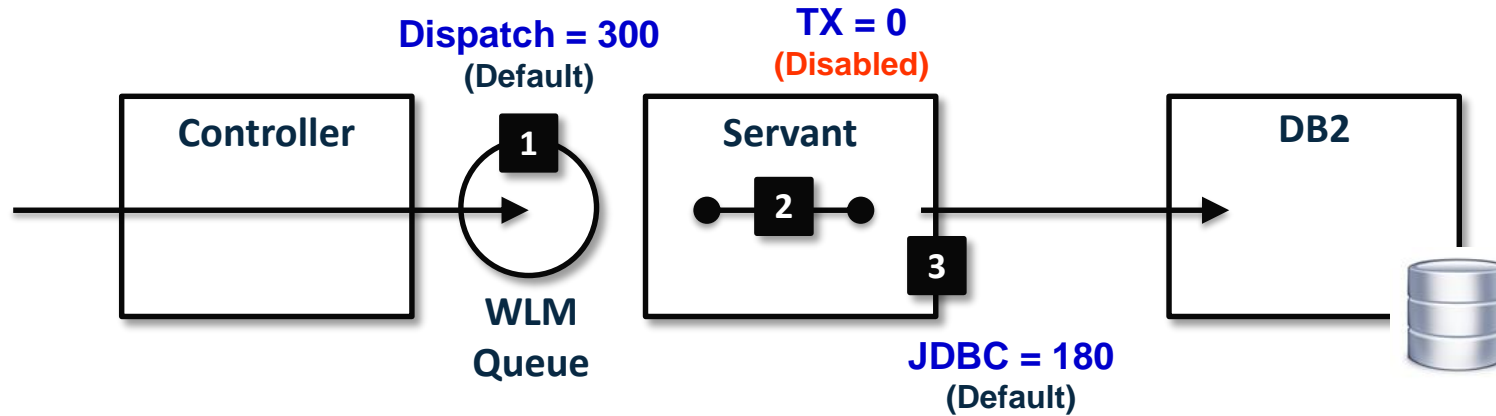 Dispatch = 300
(Default)
TX = 0
(Disabled)
Controller
1
Servant
DB2
2
3
WLM
Queue
JDBC = 180
(Default)